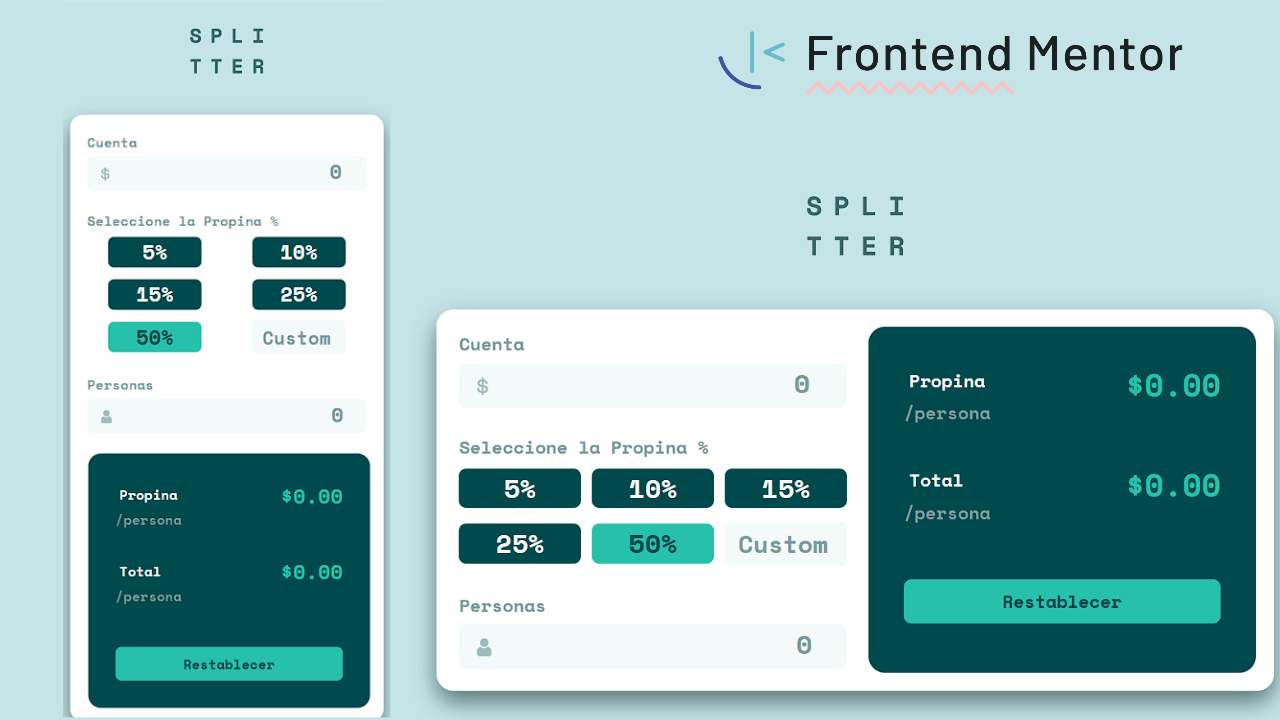 SPLI
TTER
Cuenta
$ 0
Seleccione la Propina %
5% 10%
15% 25%
50% Custom
Personas
0
Propina $0.00
/persona
Total $0.00
/persona
Restablecer
Frontend Mentor
SPLI
TTER
Cuenta
$ 0
Seleccione la Propina %
5% 10% 15%
25% 50% Custom
Personas
0
Propina $0.00
/persona
Total $0.00
/persona
Restablecer